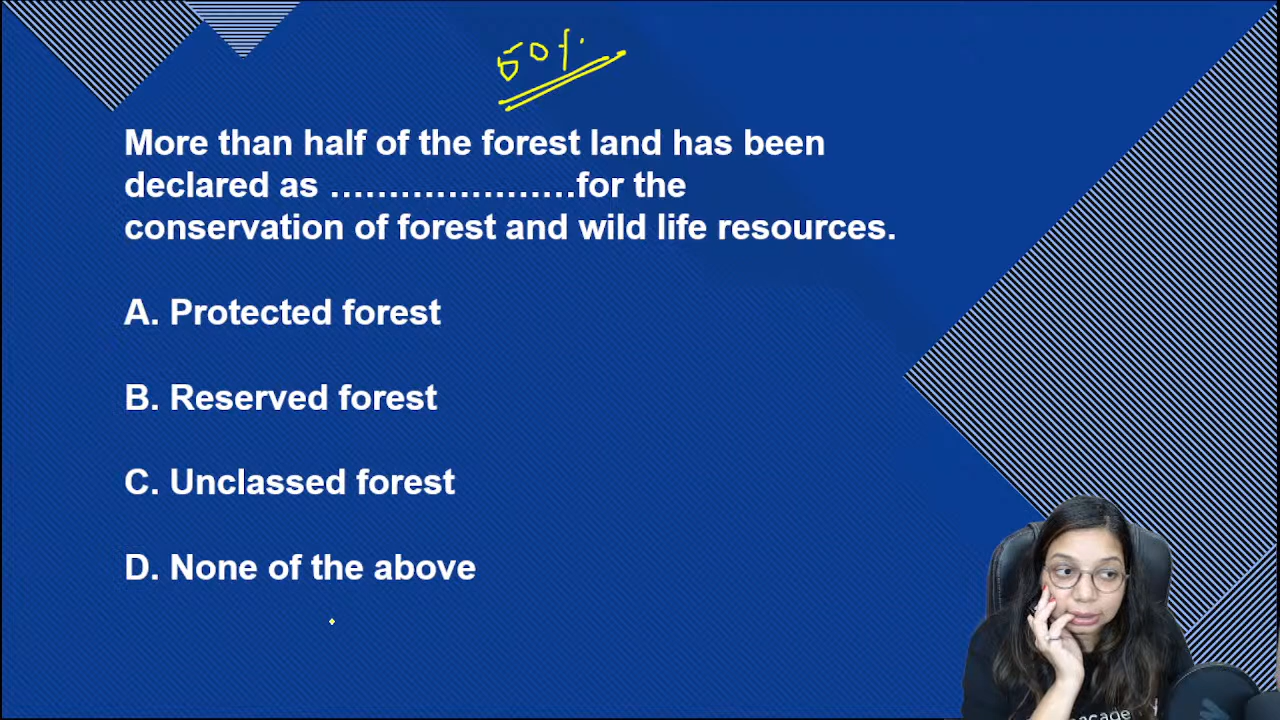 50%
More than half of the forest land has been
declared as ......................for the
conservation of forest and wild life resources.
A. Protected forest
B. Reserved forest
C. Unclassed forest
D. None of the above